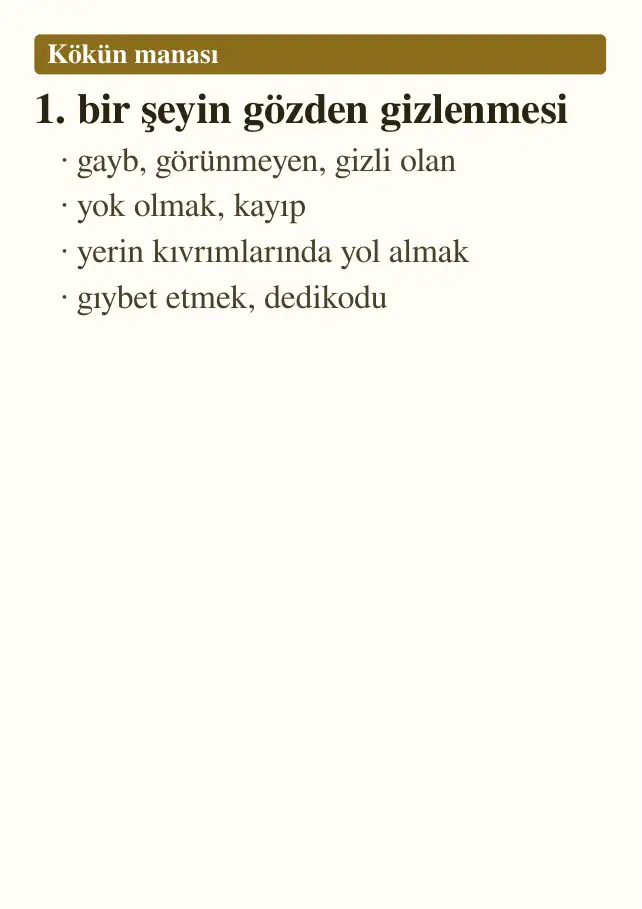 Kökün manası
1. bir şeyin gözden gizlenmesi
· gayb, görünmeyen, gizli olan
· yok olmak, kayıp
· yerin kıvrımlarında yol almak
· gıybet etmek, dedikodu